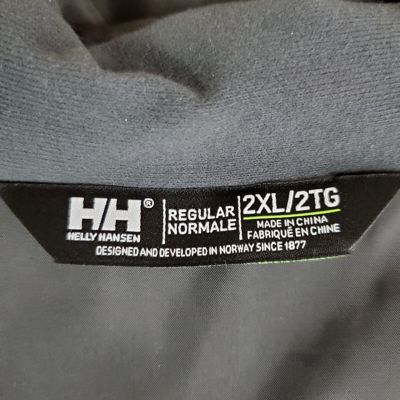 HH®
HELLY HANSEN
REGULAR
NORMALE
2XL/2TG
MADE IN CHINA
FABRIQUÉ EN CHINE
DESIGNED AND DEVELOPED IN NORWAY SINCE 1877